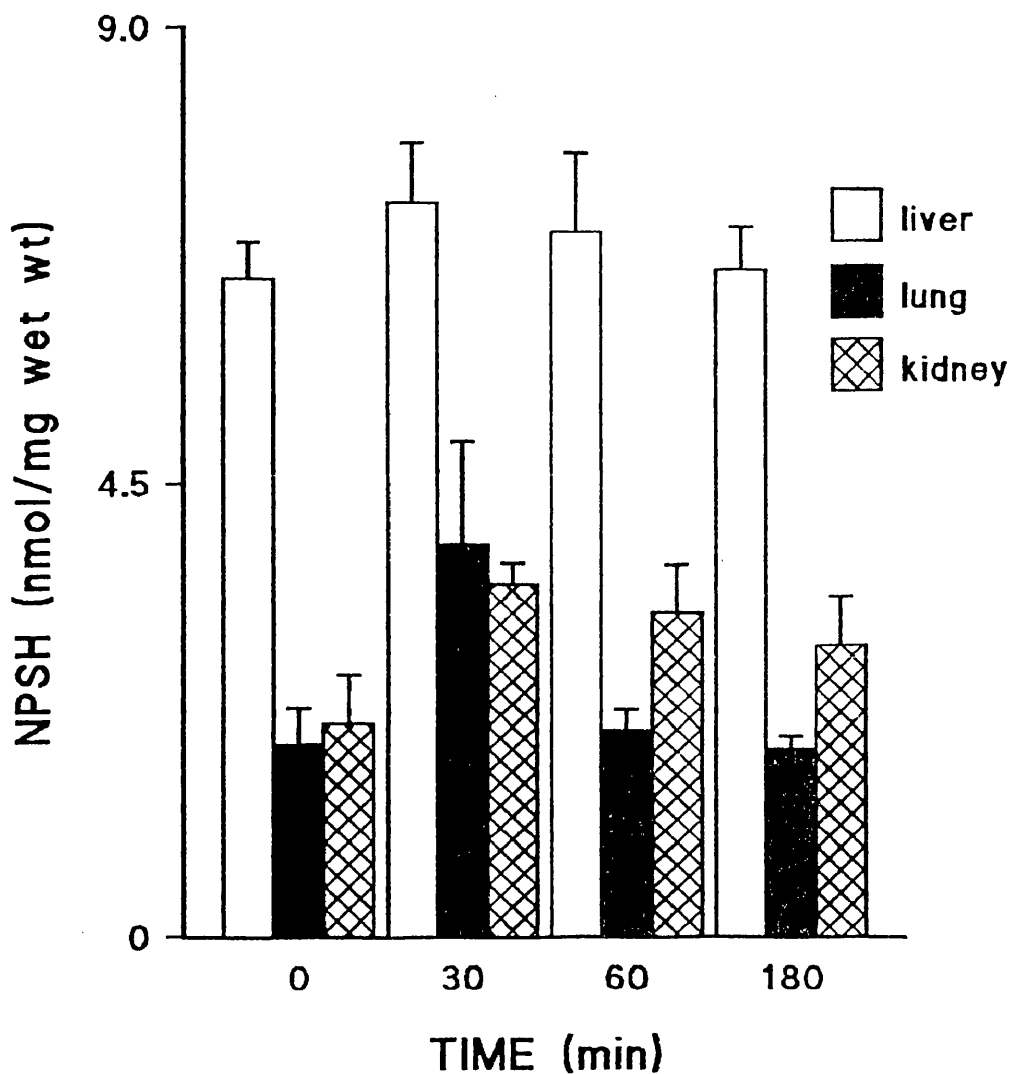 9.0
4.5
0
NPSH (nmol/mg wet wt)
liver
lung
kidney
0 30 60 180
TIME (min)